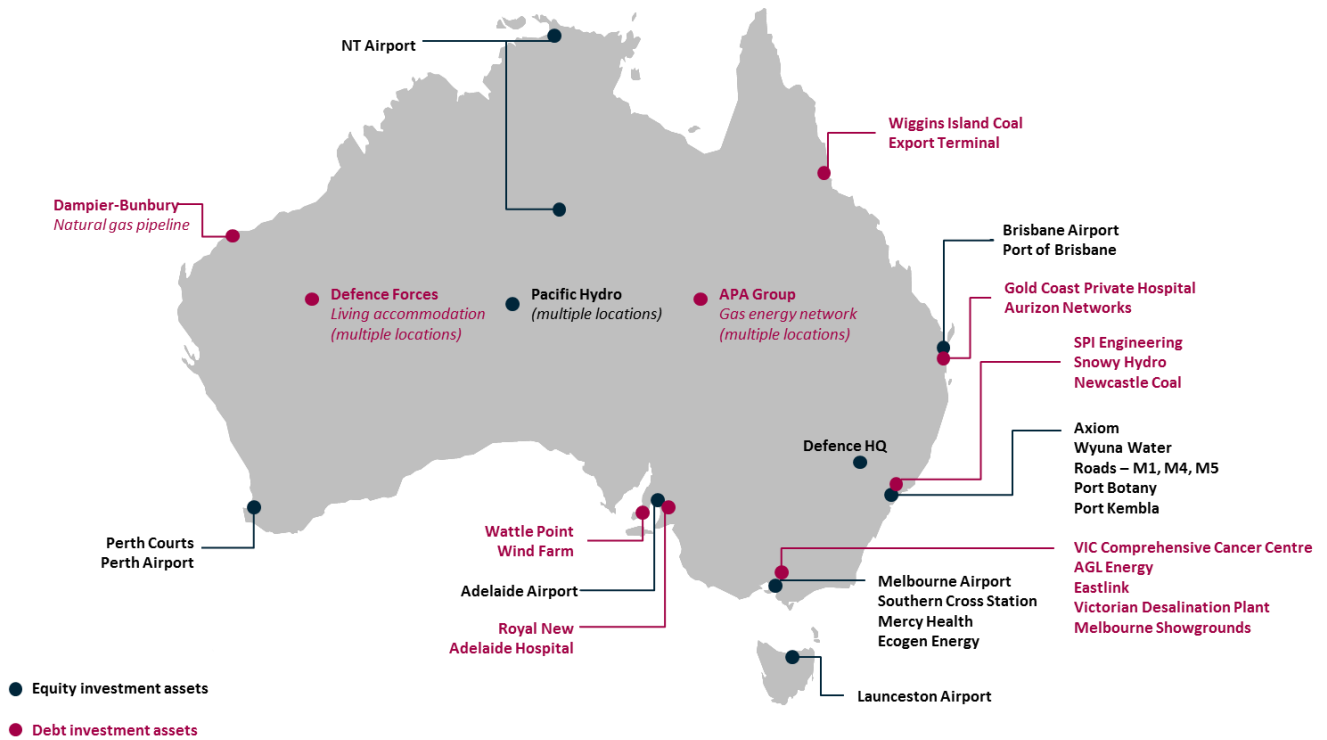 NT Airport
Wiggins Island Coal
Export Terminal
Dampier-Bunbury
Natural gas pipeline
Brisbane Airport
Port of Brisbane
Defence Forces
Living accommodation
(multiple locations)
Pacific Hydro
(multiple locations)
APA Group
Gas energy network
(multiple locations)
Gold Coast Private Hospital
Aurizon Networks
SPI Engineering
Snowy Hydro
Newcastle Coal
Defence HQ
Axiom
Wyuna Water
Roads – M1, M4, M5
Port Botany
Port Kembla
Perth Courts
Perth Airport
Wattle Point
Wind Farm
Adelaide Airport
Royal New
Adelaide Hospital
VIC Comprehensive Cancer Centre
AGL Energy
Eastlink
Victorian Desalination Plant
Melbourne Showgrounds
Melbourne Airport
Southern Cross Station
Mercy Health
Ecogen Energy
Launceston Airport
Equity investment assets
Debt investment assets